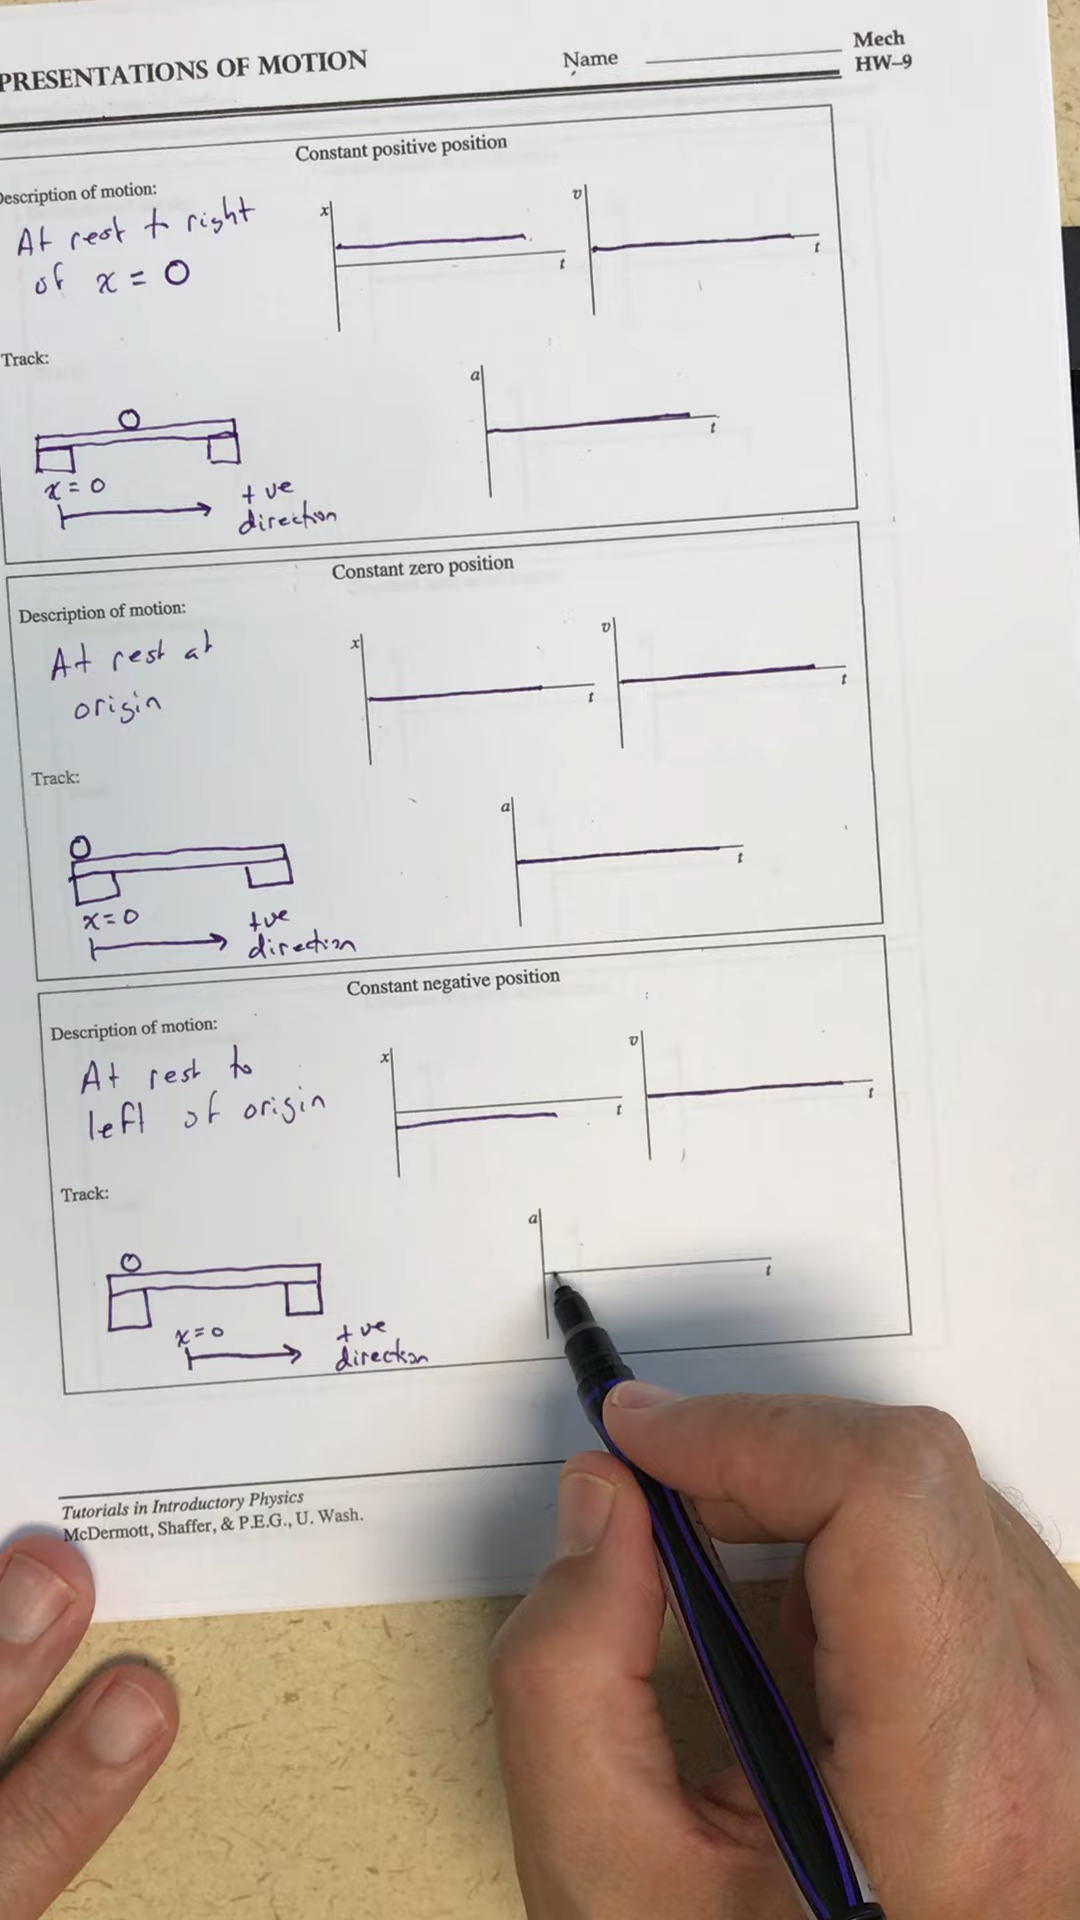 PRESENTATIONS OF MOTION
Name
Mech
HW–9
Constant positive position
Description of motion:
At rest to right
of x = 0
x
t
v
t
Track:
a
t
x = 0
+ve
direction
Constant zero position
Description of motion:
At rest at
origin
x
t
v
t
Track:
a
t
x = 0
+ve
direction
Constant negative position
Description of motion:
At rest to
left of origin
x
t
v
t
Track:
a
t
x = 0
+ve
direction
Tutorials in Introductory Physics
McDermott, Shaffer, & P.E.G., U. Wash.